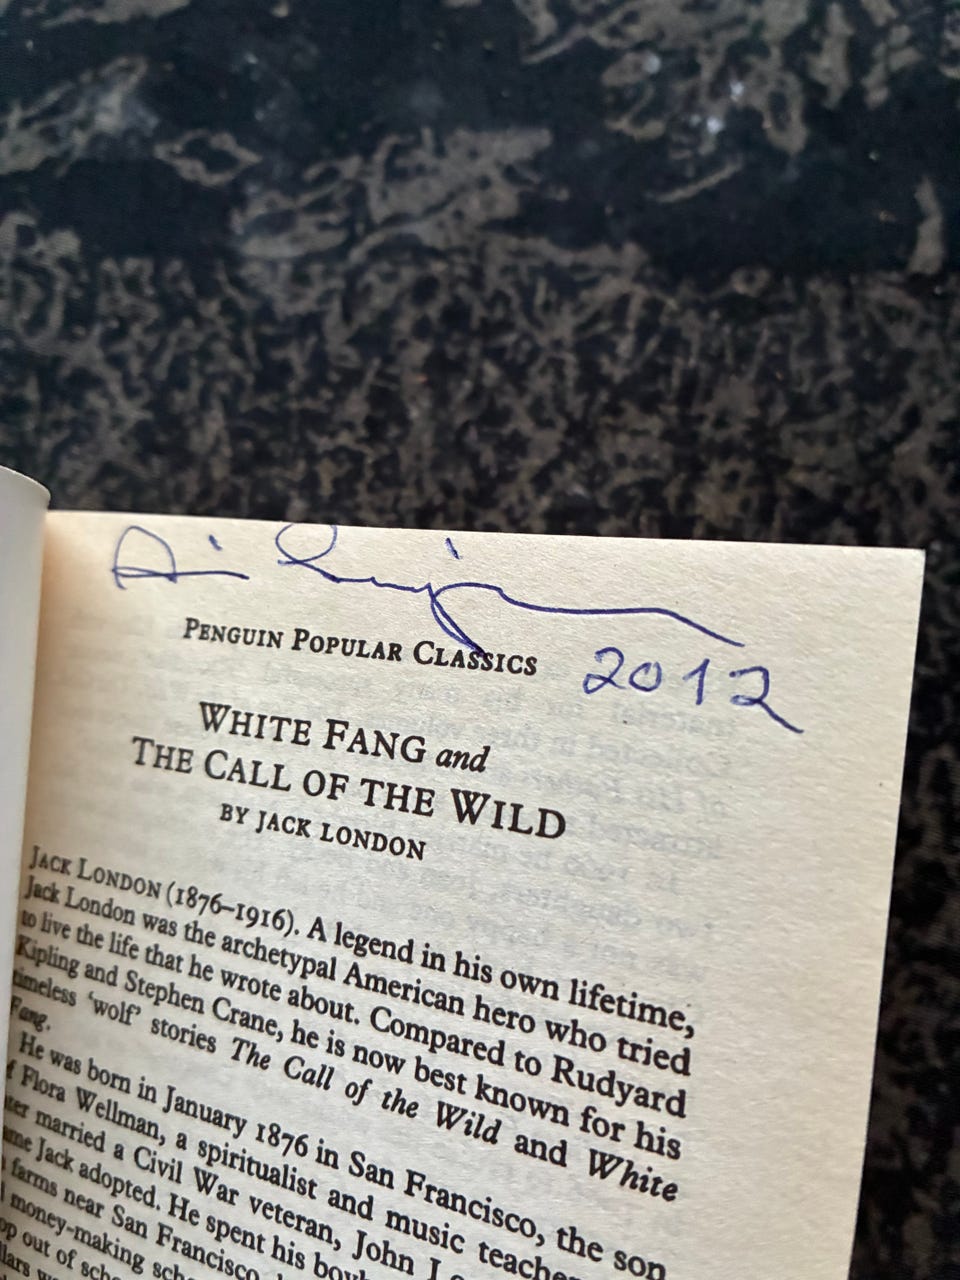 2012
PENGUIN POPULAR CLASSICS
WHITE FANG and
THE CALL OF THE WILD
BY JACK LONDON
JACK LONDON (1876–1916). A legend in his own lifetime,
Jack London was the archetypal American hero who tried
to live the life that he wrote about. Compared to Rudyard
Kipling and Stephen Crane, he is now best known for his
timeless ‘wolf’ stories The Call of the Wild and White
Fang.
He was born in January 1876 in San Francisco, the son
Flora Wellman, a spiritualist and music
married a Civil War veteran, John
Jack adopted. He spent his
farms near San Francisco
money-making
out of